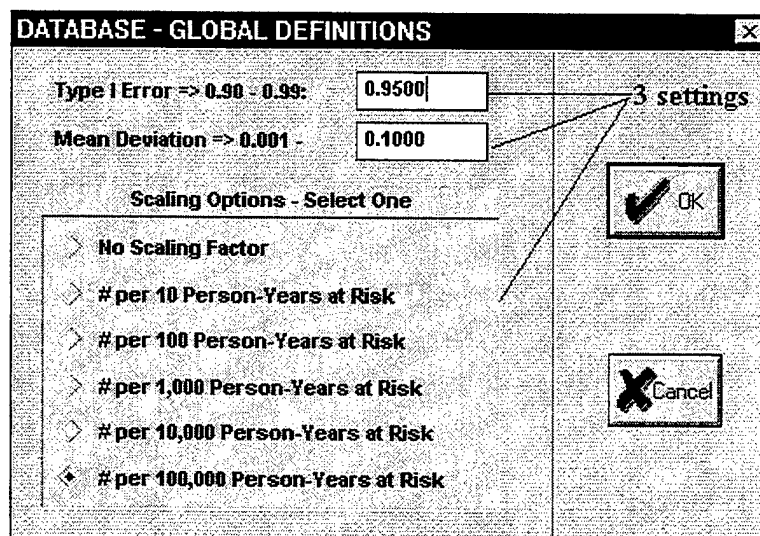 DATABASE - GLOBAL DEFINITIONS
Type I Error => 0.90 - 0.99: 0.9500
3 settings
Mean Deviation => 0.001 - 0.1000
Scaling Options - Select One
OK
No Scaling Factor
# per 10 Person-Years at Risk
# per 100 Person-Years at Risk
# per 1,000 Person-Years at Risk
Cancel
# per 10,000 Person-Years at Risk
# per 100,000 Person-Years at Risk